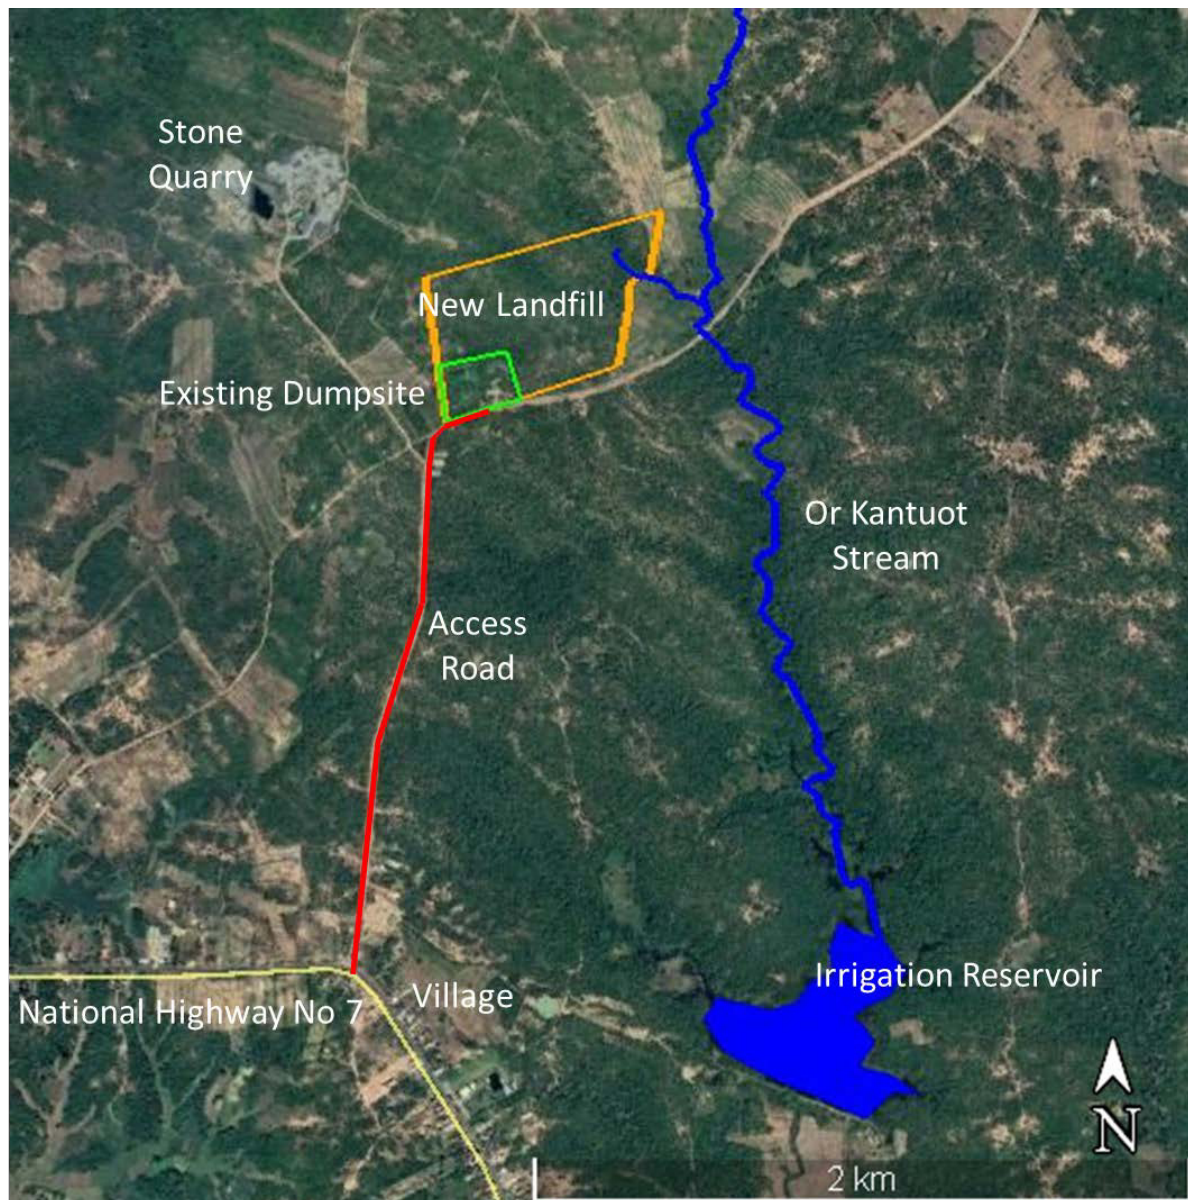 Stone
Quarry
New Landfill
Existing Dumpsite
Or Kantuot
Stream
Access
Road
Irrigation Reservoir
Village
National Highway No 7
N
2 km